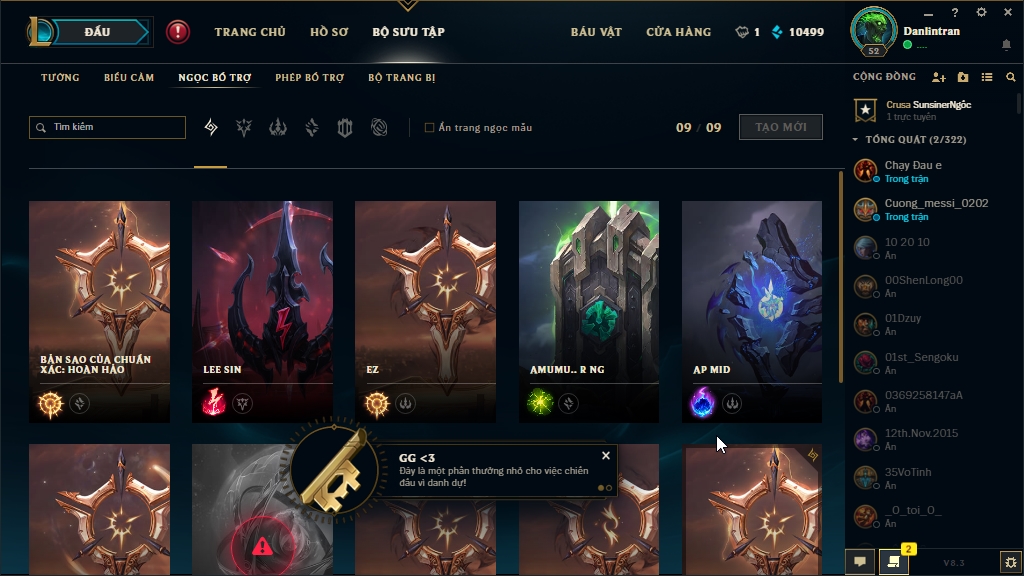 ĐẤU
TRANG CHỦ
HỒ SƠ
BỘ SƯU TẬP
BÁU VẬT
CỬA HÀNG
1
10499
52
Danlintran
....
TƯỚNG
BIỂU CẢM
NGỌC BỔ TRỢ
PHÉP BỔ TRỢ
BỘ TRANG BỊ
CỘNG ĐỒNG
Tìm kiếm
Ẩn trang ngọc mẫu
09 / 09
TẠO MỚI
Crusa SunsinerNgốc
1 trực tuyến
TỔNG QUÁT (2/322)
Chạy Đau e
Trong trận
Cuong_messi_0202
Trong trận
10 20 10
Ẩn
00ShenLong00
Ẩn
01Dzuy
Ẩn
01st_Sengoku
Ẩn
0369258147aA
Ẩn
12th.Nov.2015
Ẩn
35VoTinh
Ẩn
_0_toi_0_
Ẩn
BẢN SAO CỦA CHUẨN
XÁC: HOÀN HẢO
LEE SIN
EZ
AMUMU.. R NG
AP MID
GG <3
Đây là một phần thưởng nhỏ cho việc chiến
đấu vì danh dự!
2
V8.3